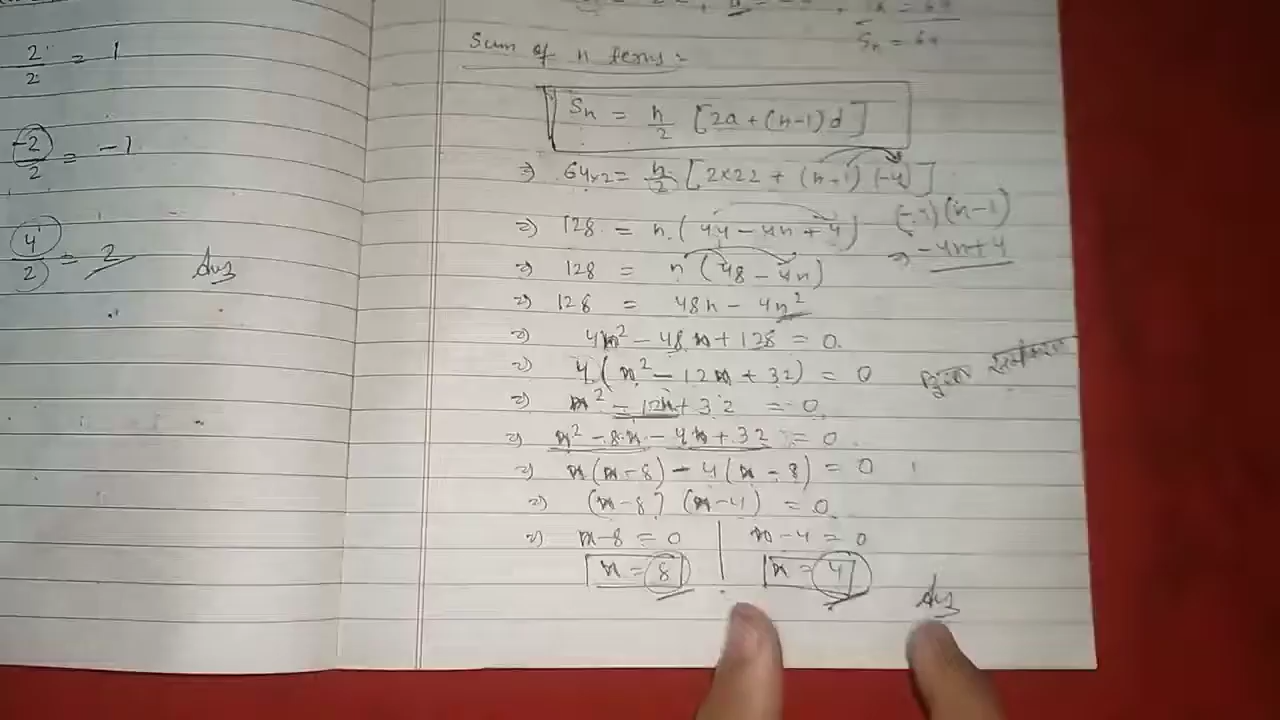 2/2 = 1
-2/2 = -1
4/2 = 2 Ans
Sn = 64
Sum of n terms :-
Sn = n/2 [2a + (n-1)d]
=> 64×2 = n/2 [2×22 + (n-1)(-4)]
(-4)(n-1)
=> 128 = n(44 - 4n + 4)
=> -4n+4
=> 128 = n(48 - 4n)
=> 128 = 48n - 4n²
=> 4n² - 48n + 128 = 0
=> 4(n² - 12n + 32) = 0
=> n² - 12n + 32 = 0
=> n² - 8n - 4n + 32 = 0
=> n(n-8) - 4(n-8) = 0
=> (n-8)(n-4) = 0
=> n-8 = 0 | n-4 = 0
n = 8 | n = 4
Ans